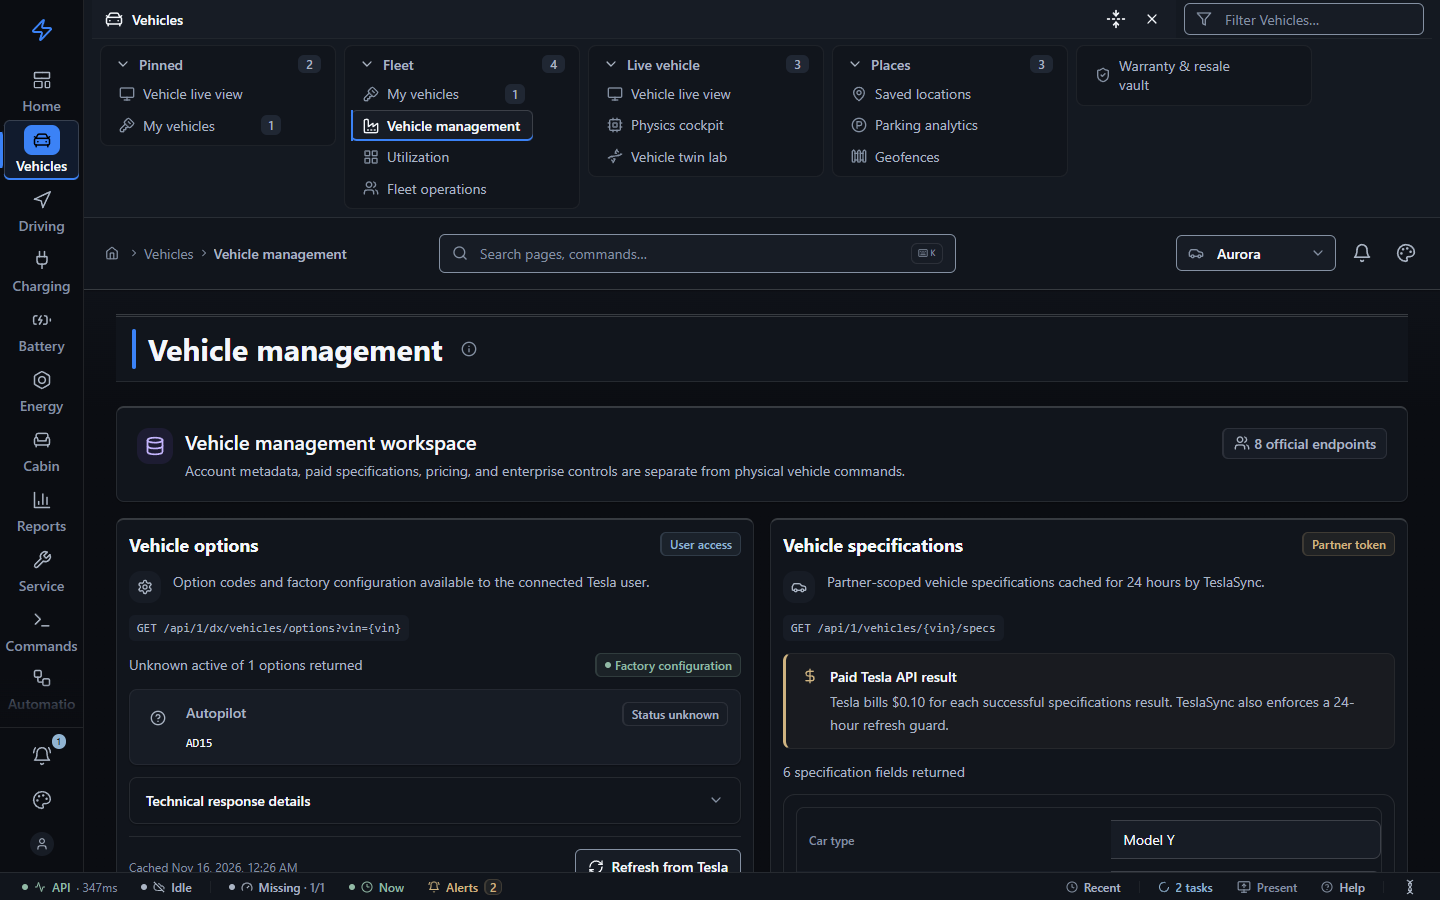 Vehicles
Filter Vehicles...
Home
Vehicles
Driving
Charging
Battery
Energy
Cabin
Reports
Service
Commands
Automatio
1
Pinned 2
Vehicle live view
My vehicles 1
Fleet 4
My vehicles 1
Vehicle management
Utilization
Fleet operations
Live vehicle 3
Vehicle live view
Physics cockpit
Vehicle twin lab
Places 3
Saved locations
Parking analytics
Geofences
Warranty & resale
vault
Vehicles Vehicle management
Search pages, commands... K
Aurora
Vehicle management
Vehicle management workspace
Account metadata, paid specifications, pricing, and enterprise controls are separate from physical vehicle commands.
8 official endpoints
Vehicle options User access
Option codes and factory configuration available to the connected Tesla user.
GET /api/1/dx/vehicles/options?vin={vin}
Unknown active of 1 options returned Factory configuration
Autopilot Status unknown
AD15
Technical response details
Cached Nov 16, 2026, 12:26 AM Refresh from Tesla
Vehicle specifications Partner token
Partner-scoped vehicle specifications cached for 24 hours by TeslaSync.
GET /api/1/vehicles/{vin}/specs
Paid Tesla API result
Tesla bills $0.10 for each successful specifications result. TeslaSync also enforces a 24-
hour refresh guard.
6 specification fields returned
Car type Model Y
API · 347ms Idle Missing · 1/1 Now Alerts 2 Recent 2 tasks Present Help